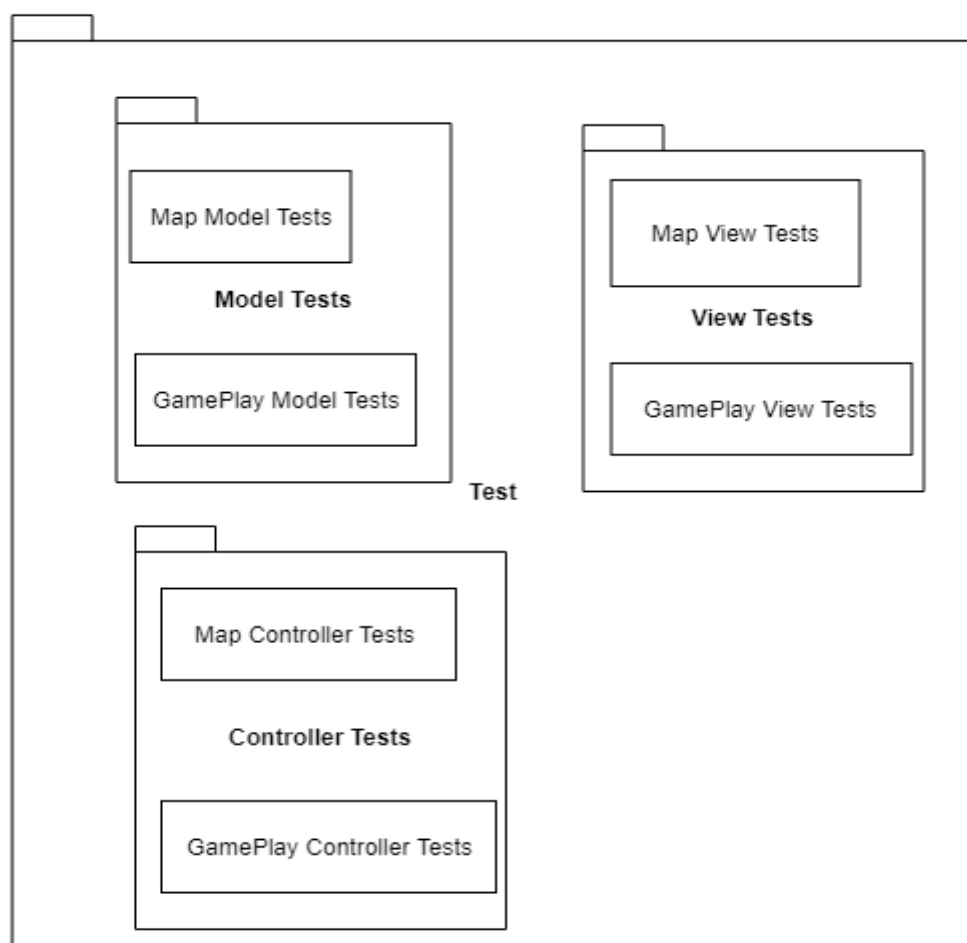 Map Model Tests
Model Tests
GamePlay Model Tests
Map View Tests
View Tests
GamePlay View Tests
Test
Map Controller Tests
Controller Tests
GamePlay Controller Tests